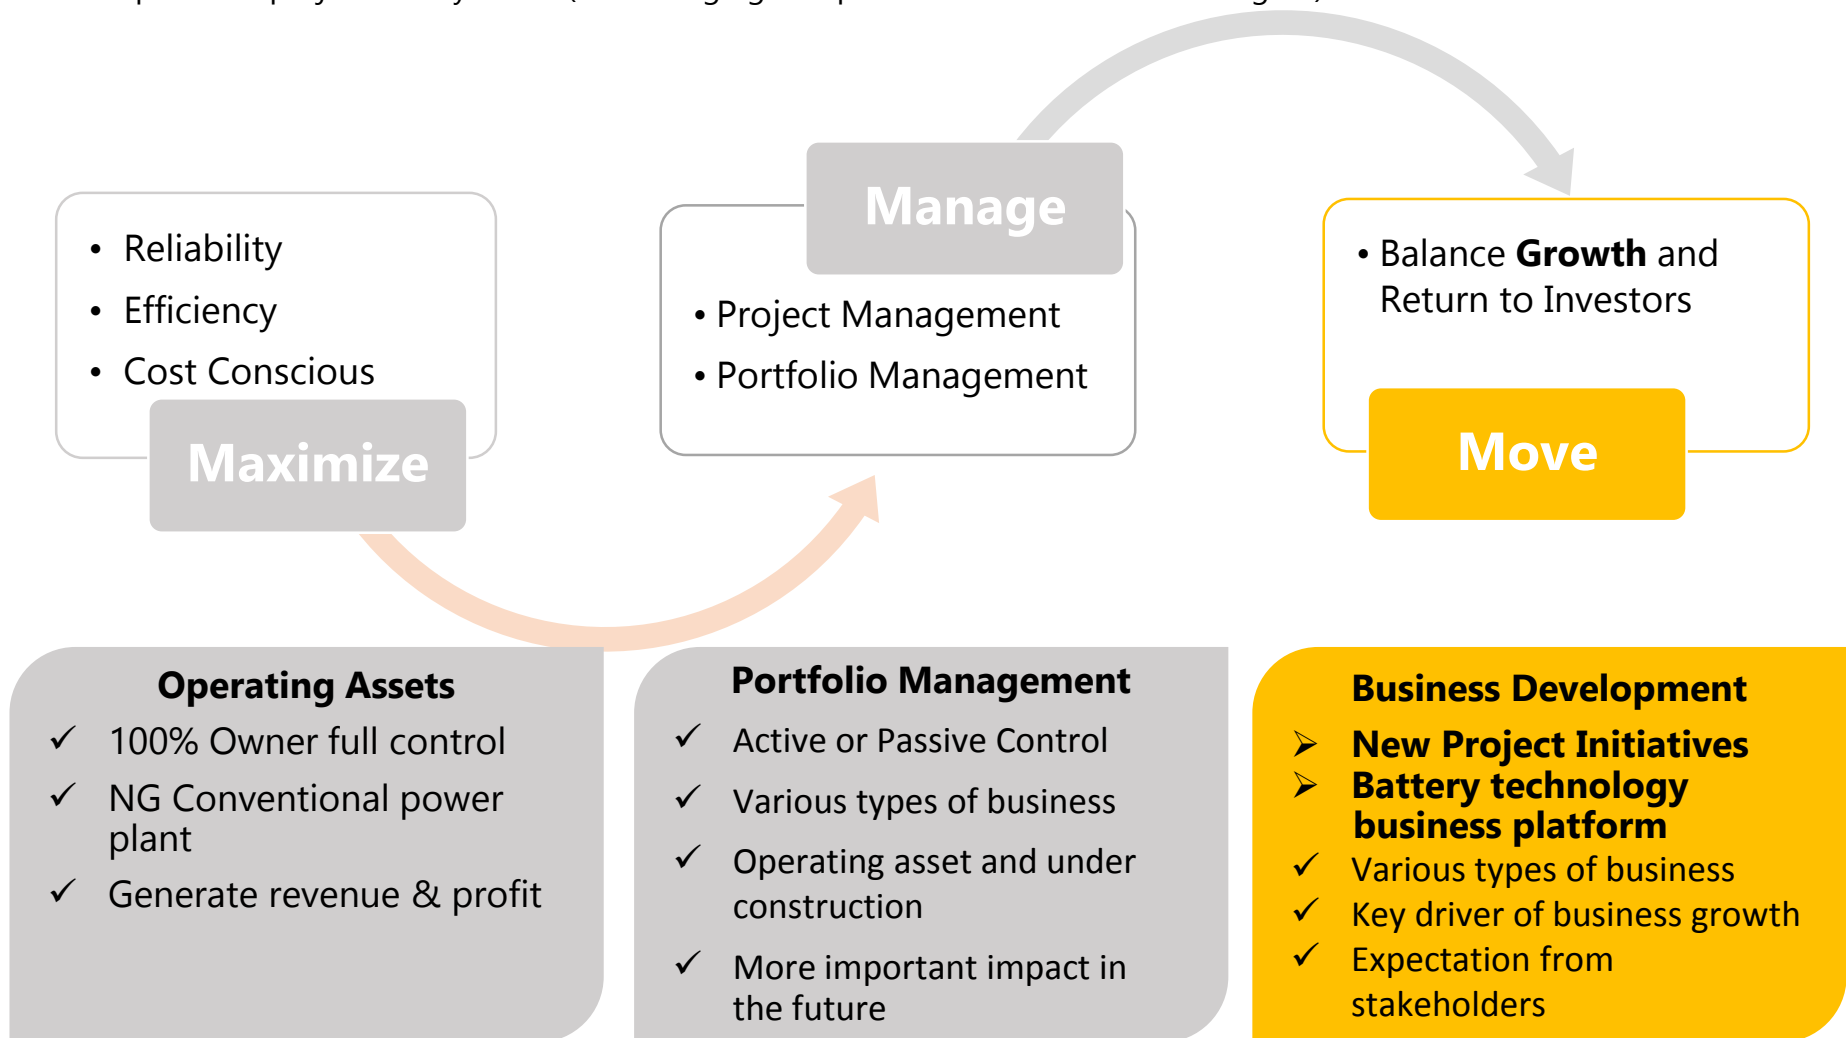 • Reliability
• Efficiency
• Cost Conscious
Maximize
Manage
• Project Management
• Portfolio Management
• Balance Growth and
Return to Investors
Move
Operating Assets
✓ 100% Owner full control
✓ NG Conventional power
plant
✓ Generate revenue & profit
Portfolio Management
✓ Active or Passive Control
✓ Various types of business
✓ Operating asset and under
construction
✓ More important impact in
the future
Business Development
➢ New Project Initiatives
➢ Battery technology
business platform
✓ Various types of business
✓ Key driver of business growth
✓ Expectation from
stakeholders